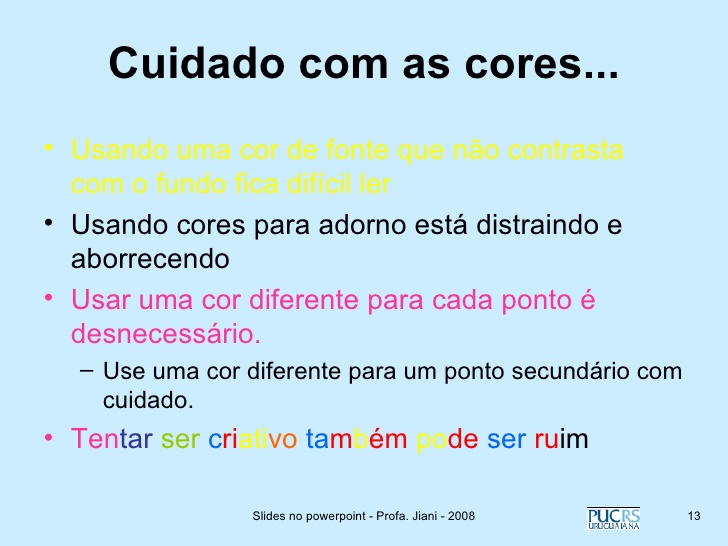 Cuidado com as cores...
• Usando uma cor de fonte que não contrasta
com o fundo fica difícil ler
• Usando cores para adorno está distraindo e
aborrecendo
• Usar uma cor diferente para cada ponto é
desnecessário.
– Use uma cor diferente para um ponto secundário com
cuidado.
• Tentar ser criativo também pode ser ruim
Slides no powerpoint - Profa. Jiani - 2008
PUCRS
URUGUAIANA
13